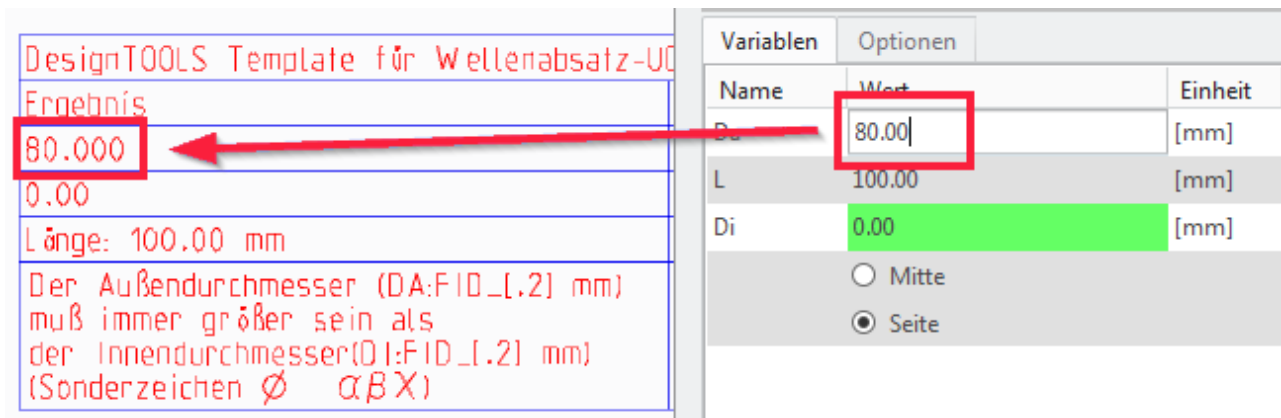 DesignTOOLS Template für Wellenabsatz-UD
Ergebnis
80.000
0.00
Länge: 100.00 mm
Der Außendurchmesser (DA:FID_[.2] mm)
muß immer größer sein als
der Innendurchmesser(DI:FID_[.2] mm)
(Sonderzeichen Ø αβχ)
Variablen Optionen
Name Wert Einheit
Da 80.00 [mm]
L 100.00 [mm]
Di 0.00 [mm]
Mitte
Seite